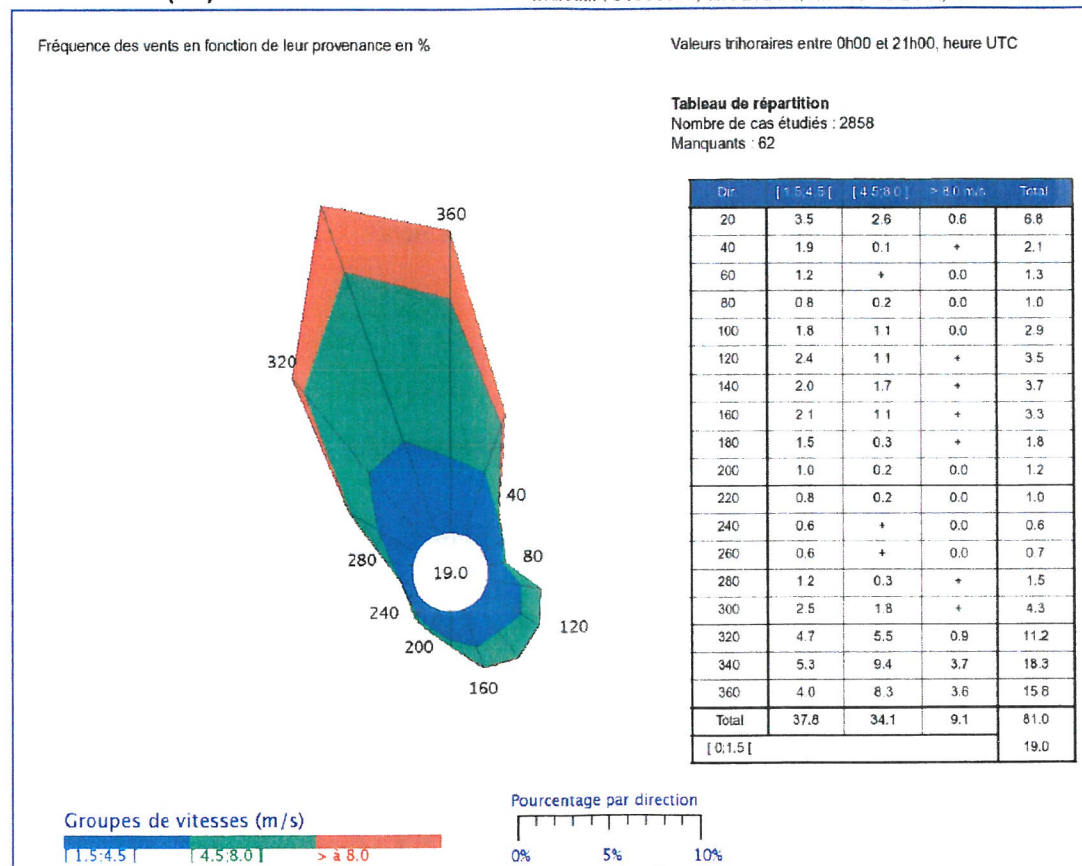 Fréquence des vents en fonction de leur provenance en %
Valeurs trihoraires entre 0h00 et 21h00, heure UTC
Tableau de répartition
Nombre de cas étudiés : 2858
Manquants : 62
Dir. [ 1.5;4.5 [ [ 4.5;8.0 ] > 8.0 m/s Total
20 3.5 2.6 0.6 6.8
40 1.9 0.1 + 2.1
60 1.2 + 0.0 1.3
80 0.8 0.2 0.0 1.0
100 1.8 1.1 0.0 2.9
120 2.4 1.1 + 3.5
140 2.0 1.7 + 3.7
160 2.1 1.1 + 3.3
180 1.5 0.3 + 1.8
200 1.0 0.2 0.0 1.2
220 0.8 0.2 0.0 1.0
240 0.6 + 0.0 0.6
260 0.6 + 0.0 0.7
280 1.2 0.3 + 1.5
300 2.5 1.8 + 4.3
320 4.7 5.5 0.9 11.2
340 5.3 9.4 3.7 18.3
360 4.0 8.3 3.6 15.8
Total 37.8 34.1 9.1 81.0
[ 0;1.5 [ 19.0
360
320
40
280
80
19.0
240
120
200
160
Groupes de vitesses (m/s)
[ 1.5;4.5 [ [ 4.5;8.0 ] > à 8.0
Pourcentage par direction
0% 5% 10%